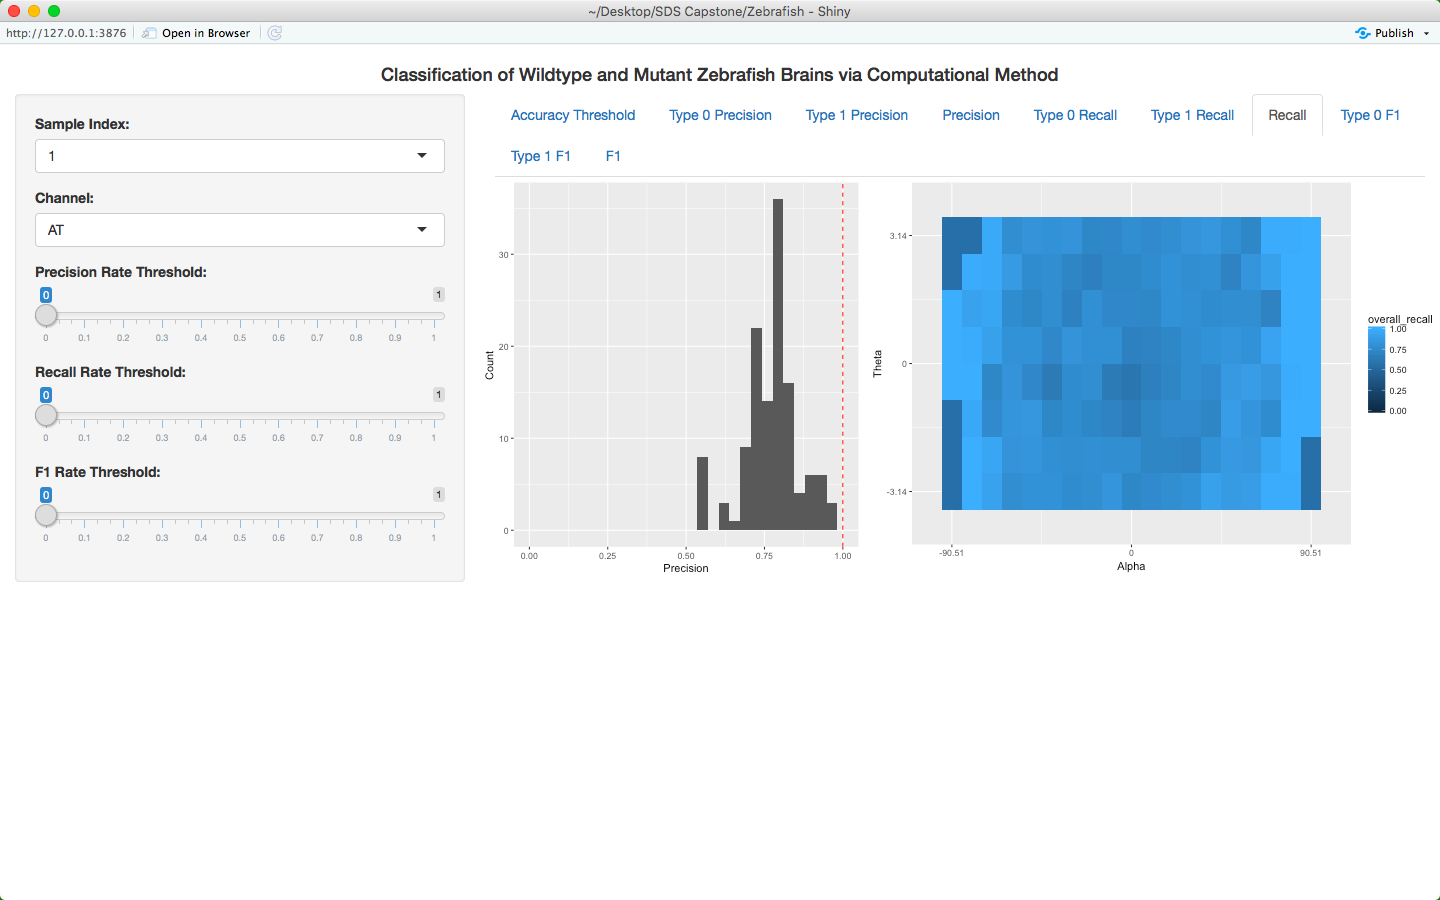 ~/Desktop/SDS Capstone/Zebrafish - Shiny
http://127.0.0.1:3876 Open in Browser Publish
Classification of Wildtype and Mutant Zebrafish Brains via Computational Method
Sample Index:
1
Channel:
AT
Precision Rate Threshold:
0 1
0 0.1 0.2 0.3 0.4 0.5 0.6 0.7 0.8 0.9 1
Recall Rate Threshold:
0 1
0 0.1 0.2 0.3 0.4 0.5 0.6 0.7 0.8 0.9 1
F1 Rate Threshold:
0 1
0 0.1 0.2 0.3 0.4 0.5 0.6 0.7 0.8 0.9 1
Accuracy Threshold Type 0 Precision Type 1 Precision Precision Type 0 Recall Type 1 Recall Recall Type 0 F1
Type 1 F1 F1
Count
30
20
10
0
0.00 0.25 0.50 0.75 1.00
Precision
Theta
3.14
0
-3.14
-90.51 0 90.51
Alpha
overall_recall
1.00
0.75
0.50
0.25
0.00